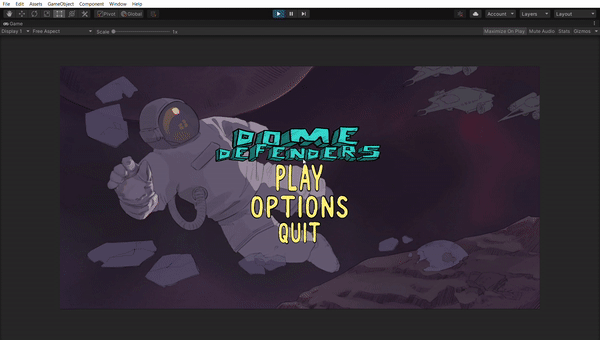 File Edit Assets GameObject Component Window Help
Pivot Global Account Layers Layout
Game
Display 1 Free Aspect Scale 1x Maximize On Play Mute Audio Stats Gizmos
DOME
DEFENDERS
PLAY
OPTIONS
QUIT